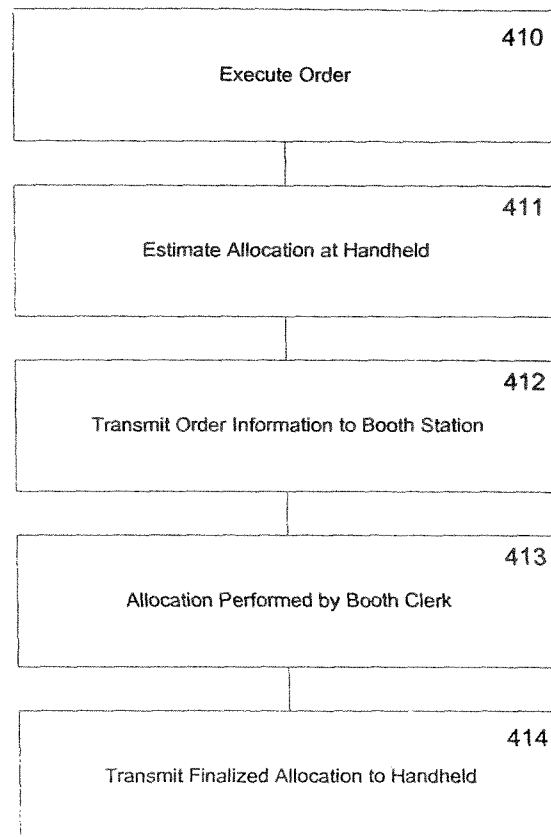 410
Execute Order
411
Estimate Allocation at Handheld
412
Transmit Order Information to Booth Station
413
Allocation Performed by Booth Clerk
414
Transmit Finalized Allocation to Handheld